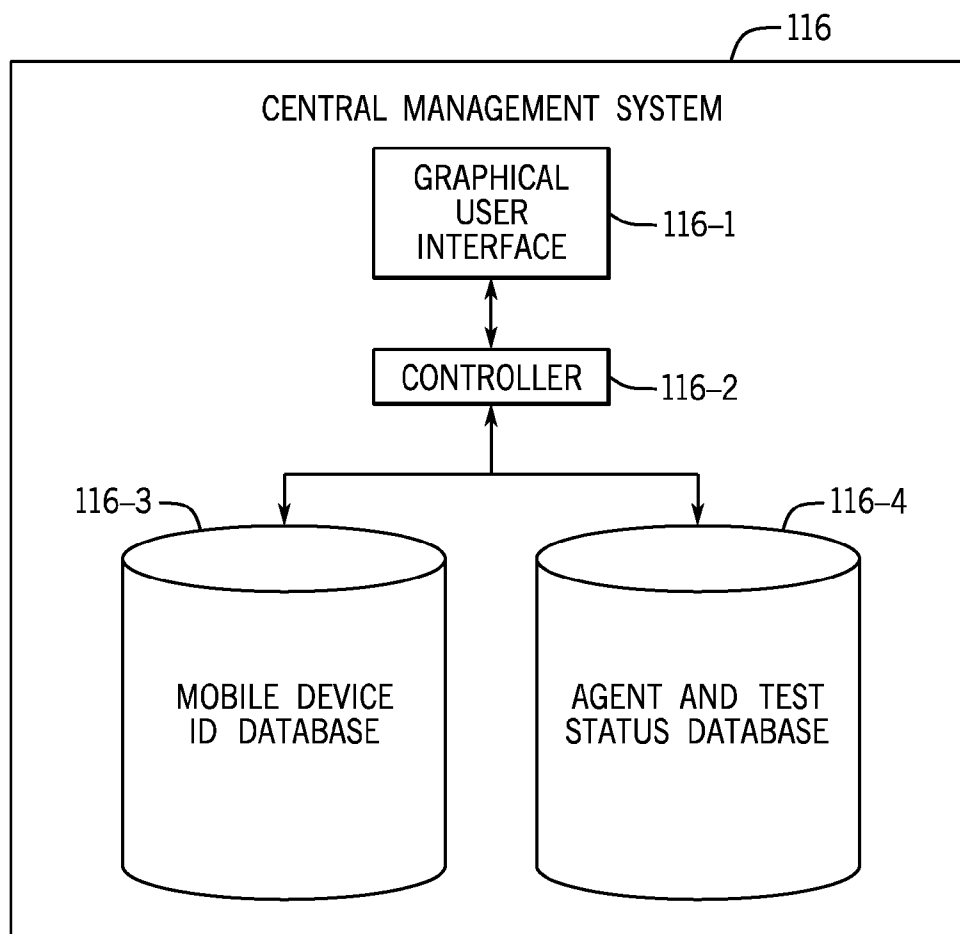 116
CENTRAL MANAGEMENT SYSTEM
GRAPHICAL
USER
INTERFACE
116–1
CONTROLLER
116–2
116–3
116–4
MOBILE DEVICE
ID DATABASE
AGENT AND TEST
STATUS DATABASE